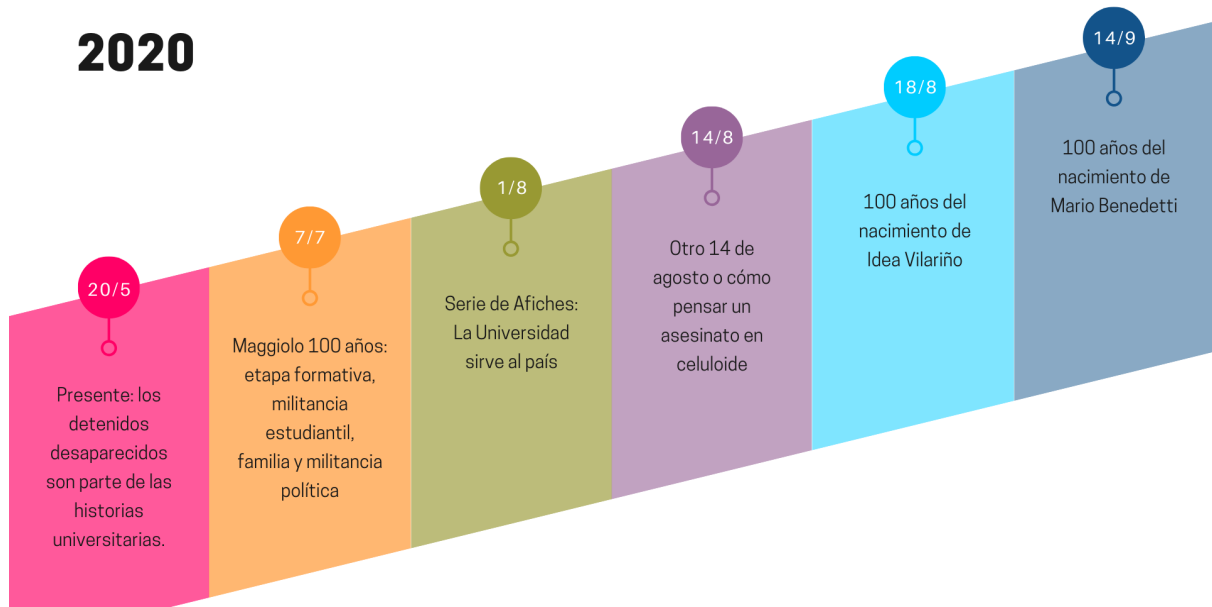 2020
20/5
Presente: los
detenidos
desaparecidos
son parte de las
historias
universitarias.
7/7
Maggiolo 100 años:
etapa formativa,
militancia
estudiantil,
familia y militancia
política
1/8
Serie de Afiches:
La Universidad
sirve al país
14/8
Otro 14 de
agosto o cómo
pensar un
asesinato en
celuloide
18/8
100 años del
nacimiento de
Idea Vilariño
14/9
100 años del
nacimiento de
Mario Benedetti